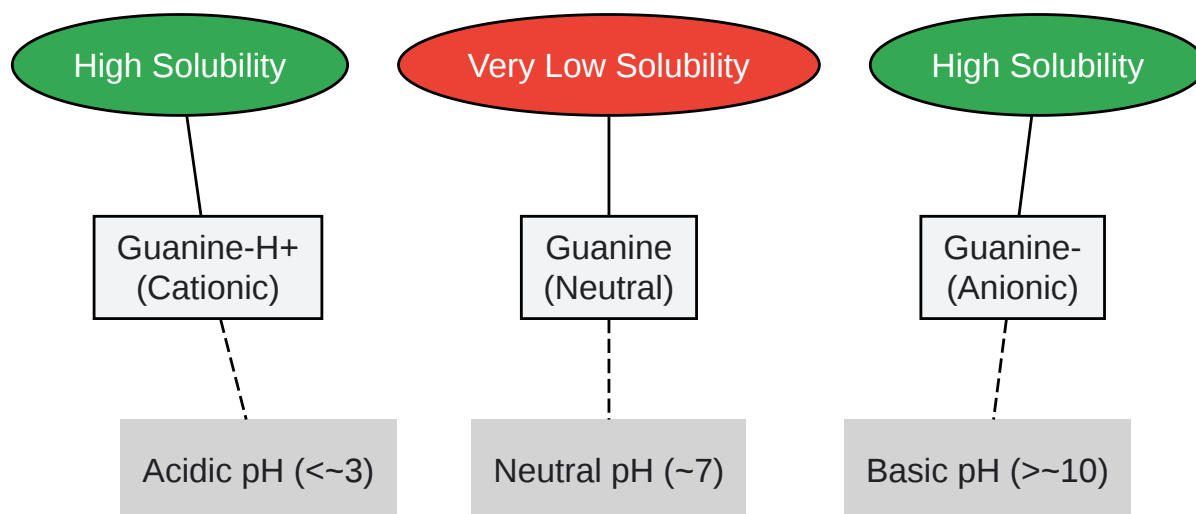 High Solubility
Very Low Solubility
High Solubility
Guanine-H+
(Cationic)
Guanine
(Neutral)
Guanine-
(Anionic)
Acidic pH (<~3)
Neutral pH (~7)
Basic pH (>~10)